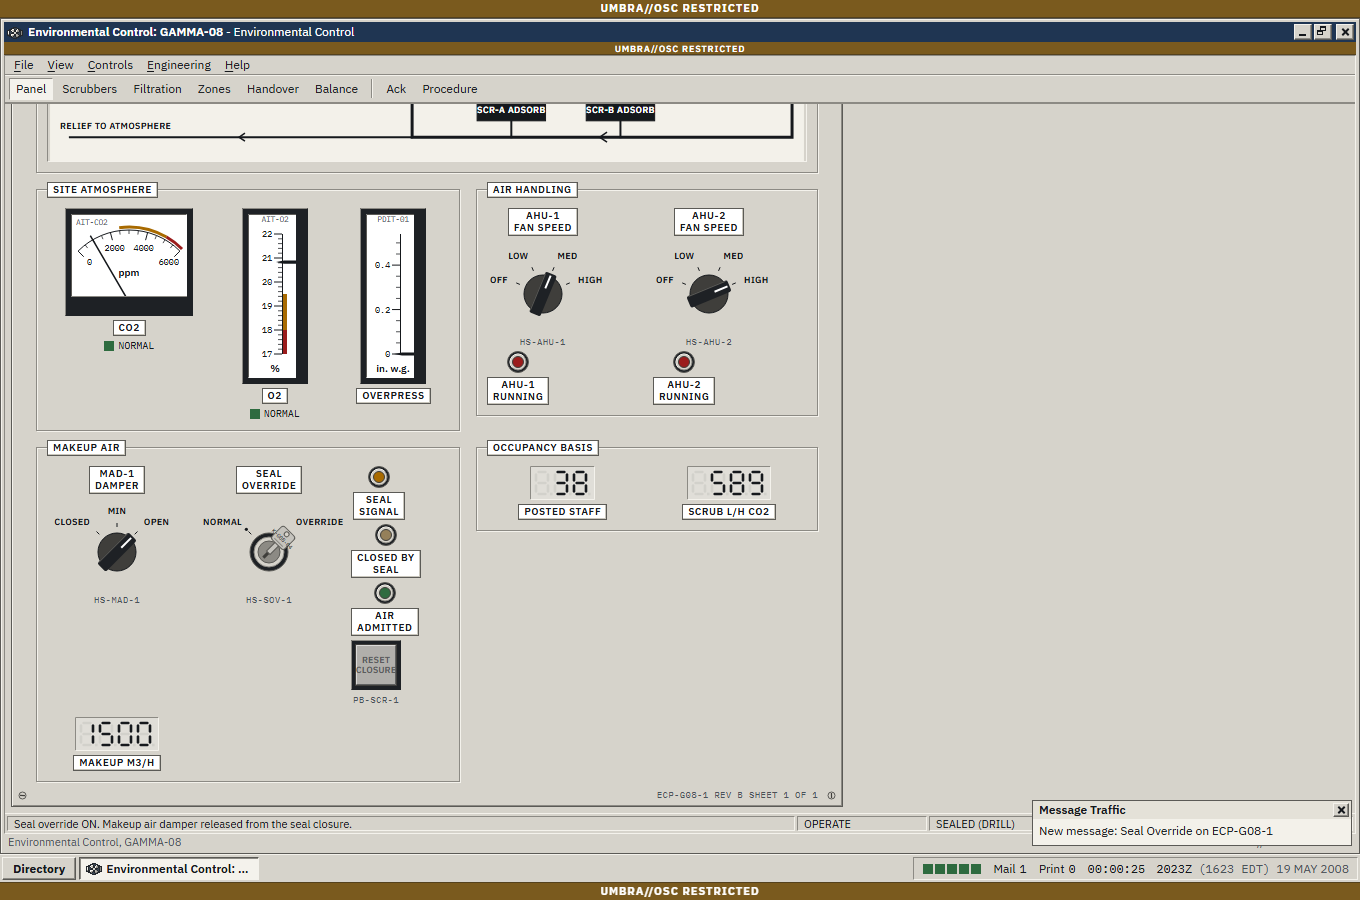 UMBRA//OSC RESTRICTED
Environmental Control: GAMMA-08 - Environmental Control
UMBRA//OSC RESTRICTED
File View Controls Engineering Help
Panel Scrubbers Filtration Zones Handover Balance Ack Procedure
SCR-A ADSORB SCR-B ADSORB
RELIEF TO ATMOSPHERE
SITE ATMOSPHERE
AIT-CO2
0 2000 4000 6000
ppm
CO2
NORMAL
AIT-O2
22
21
20
19
18
17
%
O2
NORMAL
PDIT-01
0.4
0.2
0
in. w.g.
OVERPRESS
AIR HANDLING
AHU-1
FAN SPEED
OFF LOW MED HIGH
HS-AHU-1
AHU-1
RUNNING
AHU-2
FAN SPEED
OFF LOW MED HIGH
HS-AHU-2
AHU-2
RUNNING
MAKEUP AIR
MAD-1
DAMPER
CLOSED MIN OPEN
HS-MAD-1
SEAL
OVERRIDE
NORMAL OVERRIDE
HS-SOV-1
SEAL
SIGNAL
CLOSED BY
SEAL
AIR
ADMITTED
RESET
CLOSURE
PB-SCR-1
1500
MAKEUP M3/H
OCCUPANCY BASIS
38
POSTED STAFF
589
SCRUB L/H CO2
ECP-G08-1 REV B SHEET 1 OF 1
Seal override ON. Makeup air damper released from the seal closure.
OPERATE
SEALED (DRILL)
Environmental Control, GAMMA-08
Message Traffic
New message: Seal Override on ECP-G08-1
Directory
Environmental Control: ...
Mail 1 Print 0 00:00:25 2023Z (1623 EDT) 19 MAY 2008
UMBRA//OSC RESTRICTED